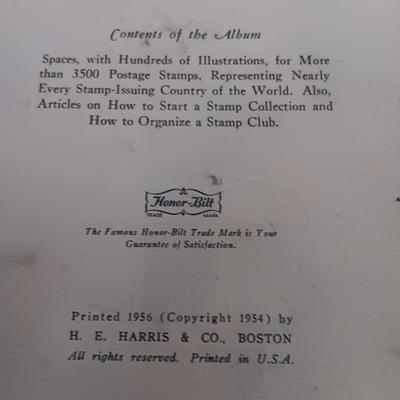 Contents of the Album
Spaces, with Hundreds of Illustrations, for More
than 3500 Postage Stamps, Representing Nearly
Every Stamp-Issuing Country of the World. Also,
Articles on How to Start a Stamp Collection and
How to Organize a Stamp Club.
Honor-Bilt
TRADE MARK
The Famous Honor-Bilt Trade Mark is Your
Guarantee of Satisfaction.
Printed 1956 (Copyright 1954) by
H. E. HARRIS & CO., BOSTON
All rights reserved. Printed in U.S.A.